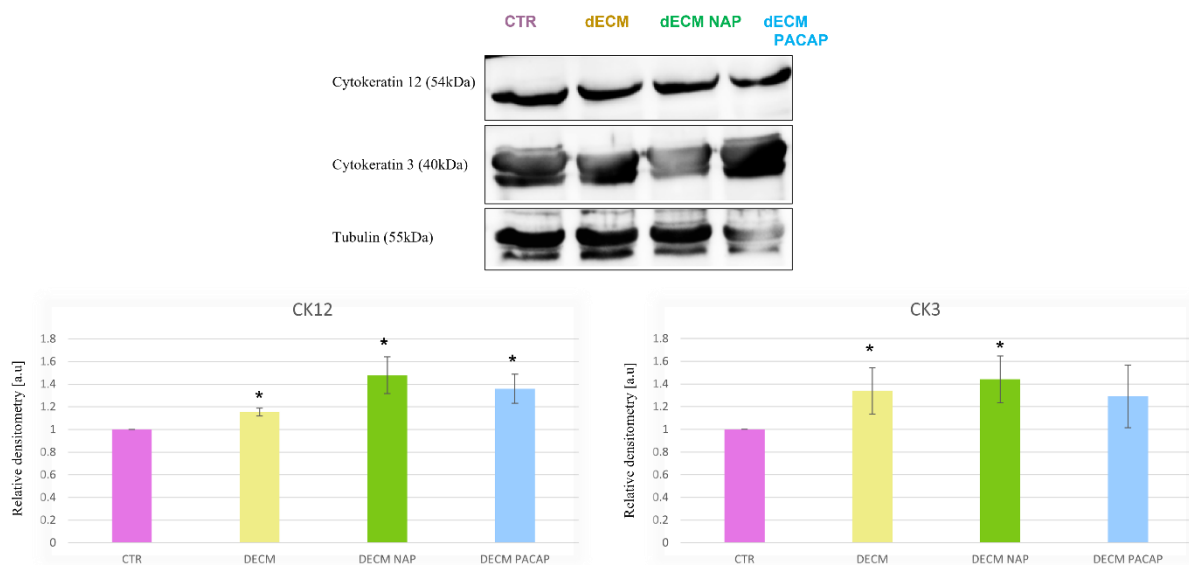 CTR dECM dECM NAP dECM
PACAP
Cytokeratin 12 (54kDa)
Cytokeratin 3 (40kDa)
Tubulin (55kDa)
CK12
Relative densitometry [a.u]
1.8
1.6
1.4
1.2
1
0.8
0.6
0.4
0.2
0
* * *
CTR DECM DECM NAP DECM PACAP
CK3
Relative densitometry [a.u]
1.8
1.6
1.4
1.2
1
0.8
0.6
0.4
0.2
0
* *
CTR DECM DECM NAP DECM PACAP